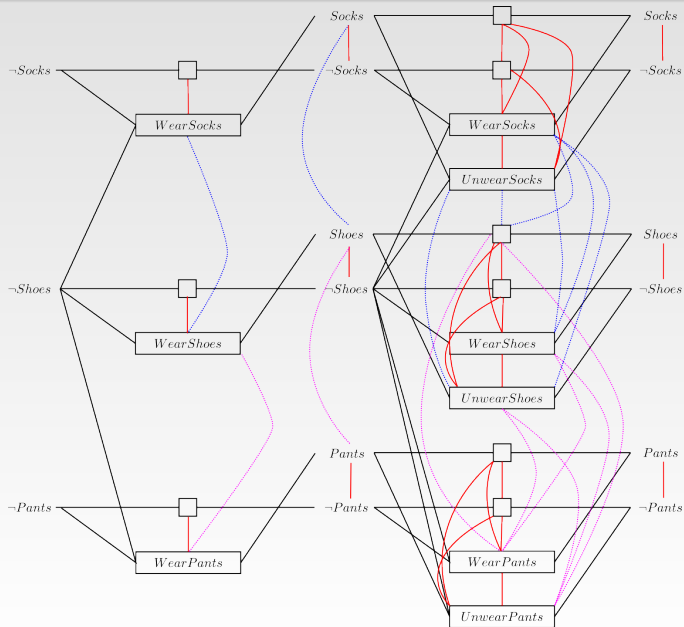 Socks Socks
¬Socks ¬Socks ¬Socks
WearSocks WearSocks
UnwearSocks
Shoes Shoes
¬Shoes ¬Shoes ¬Shoes
WearShoes WearShoes
UnwearShoes
Pants Pants
¬Pants ¬Pants ¬Pants
WearPants WearPants
UnwearPants